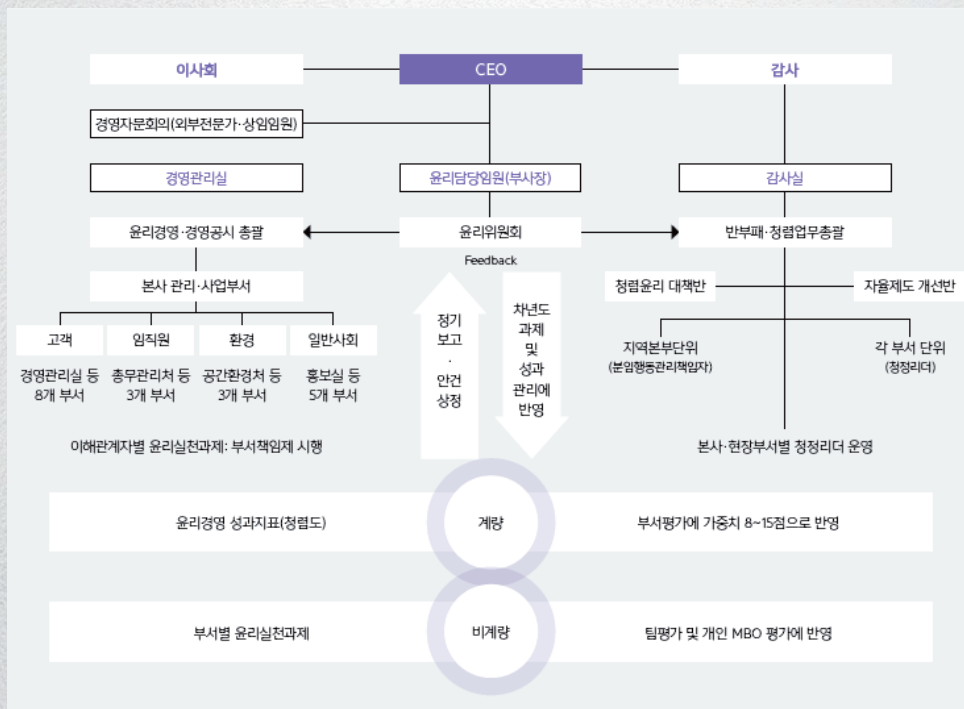 이사회
CEO
감사
경영자문회의(외부전문가·상임임원)
경영관리실
윤리담당임원(부사장)
감사실
윤리경영·경영공시 총괄
윤리위원회
반부패·청렴업무총괄
Feedback
본사 관리·사업부서
청렴윤리 대책반
자율제도 개선반
고객
임직원
환경
일반사회
경영관리실 등
8개 부서
총무관리처 등
3개 부서
공간환경처 등
3개 부서
홍보실 등
5개 부서
정기
보고
·
안건
상정
차년도
과제
및
성과
관리에
반영
지역본부단위
(분임행동관리책임자)
각 부서 단위
(청정리더)
이해관계자별 윤리실천과제: 부서책임제 시행
본사·현장부서별 청정리더 운영
윤리경영 성과지표(청렴도)
계량
부서평가에 가중치 8~15점으로 반영
부서별 윤리실천과제
비계량
팀평가 및 개인 MBO 평가에 반영